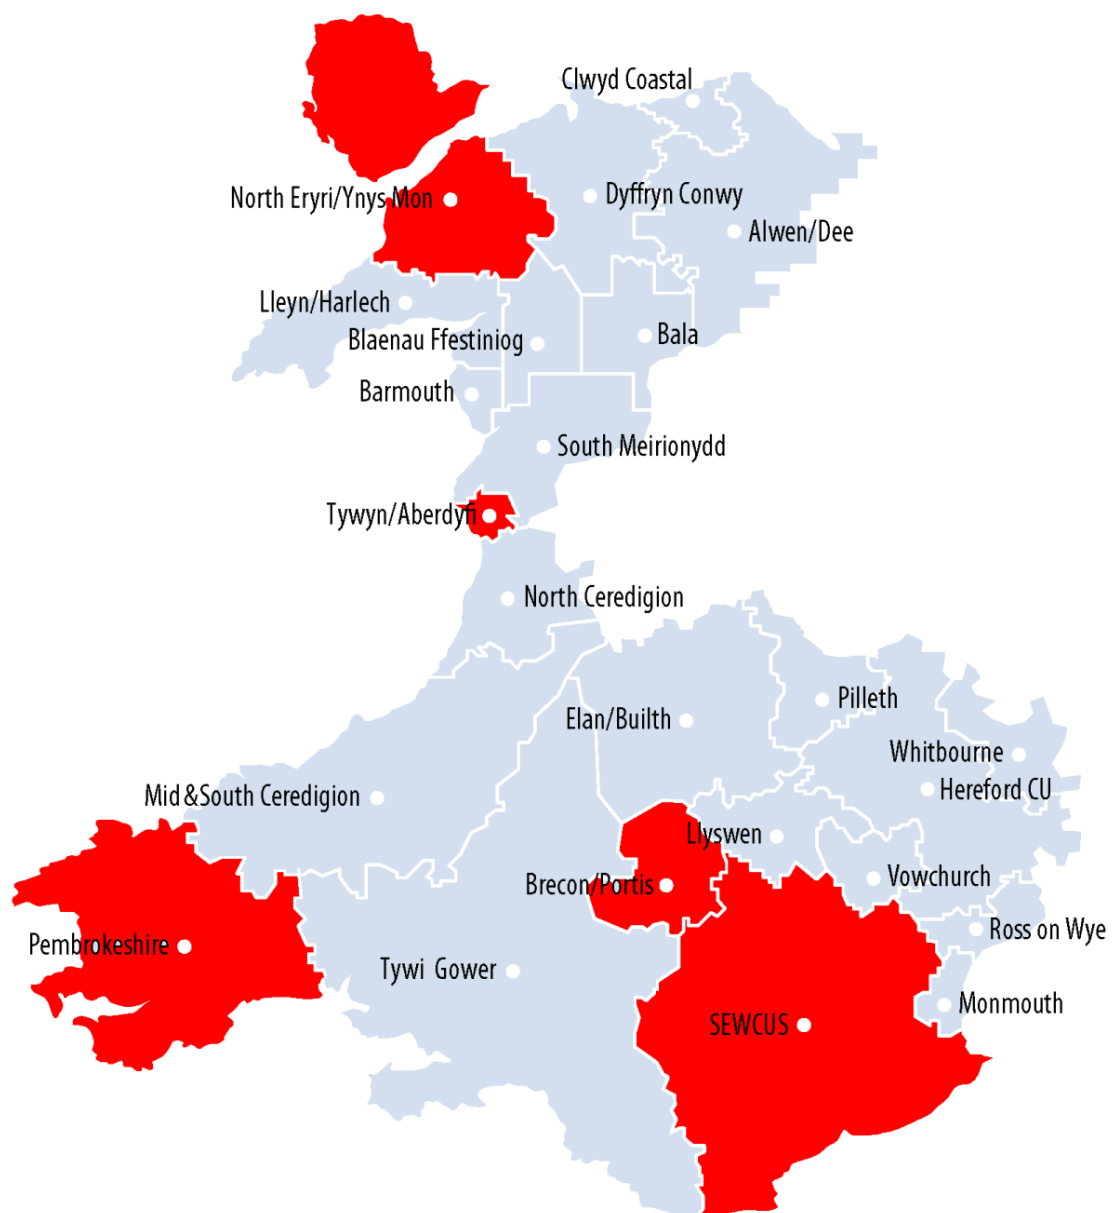 Clwyd Coastal
North Eryri/Ynys Mon
Dyffryn Conwy
Alwen/Dee
Lleyn/Harlech
Blaenau Ffestiniog
Bala
Barmouth
South Meirionydd
Tywyn/Aberdyfi
North Ceredigion
Pilleth
Elan/Builth
Whitbourne
Hereford CU
Mid&South Ceredigion
Llyswen
Vowchurch
Brecon/Portis
Ross on Wye
Pembrokeshire
Tywi Gower
Monmouth
SEWCUS